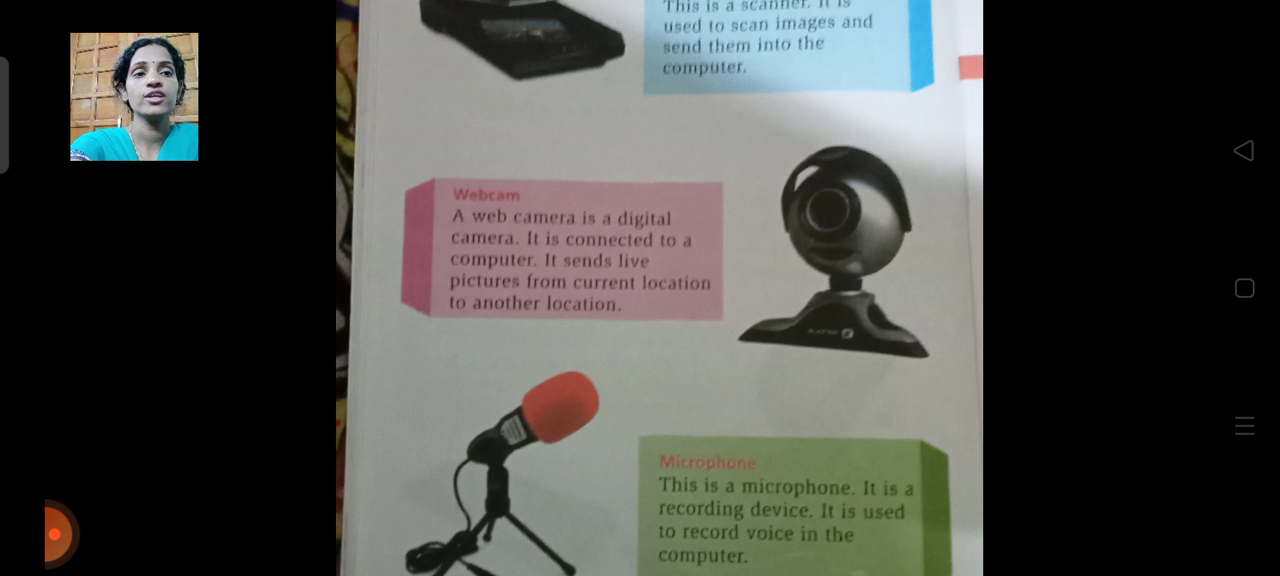 This is a scanner. It is
used to scan images and
send them into the
computer.
Webcam
A web camera is a digital
camera. It is connected to a
computer. It sends live
pictures from current location
to another location.
Microphone
This is a microphone. It is a
recording device. It is used
to record voice in the
computer.